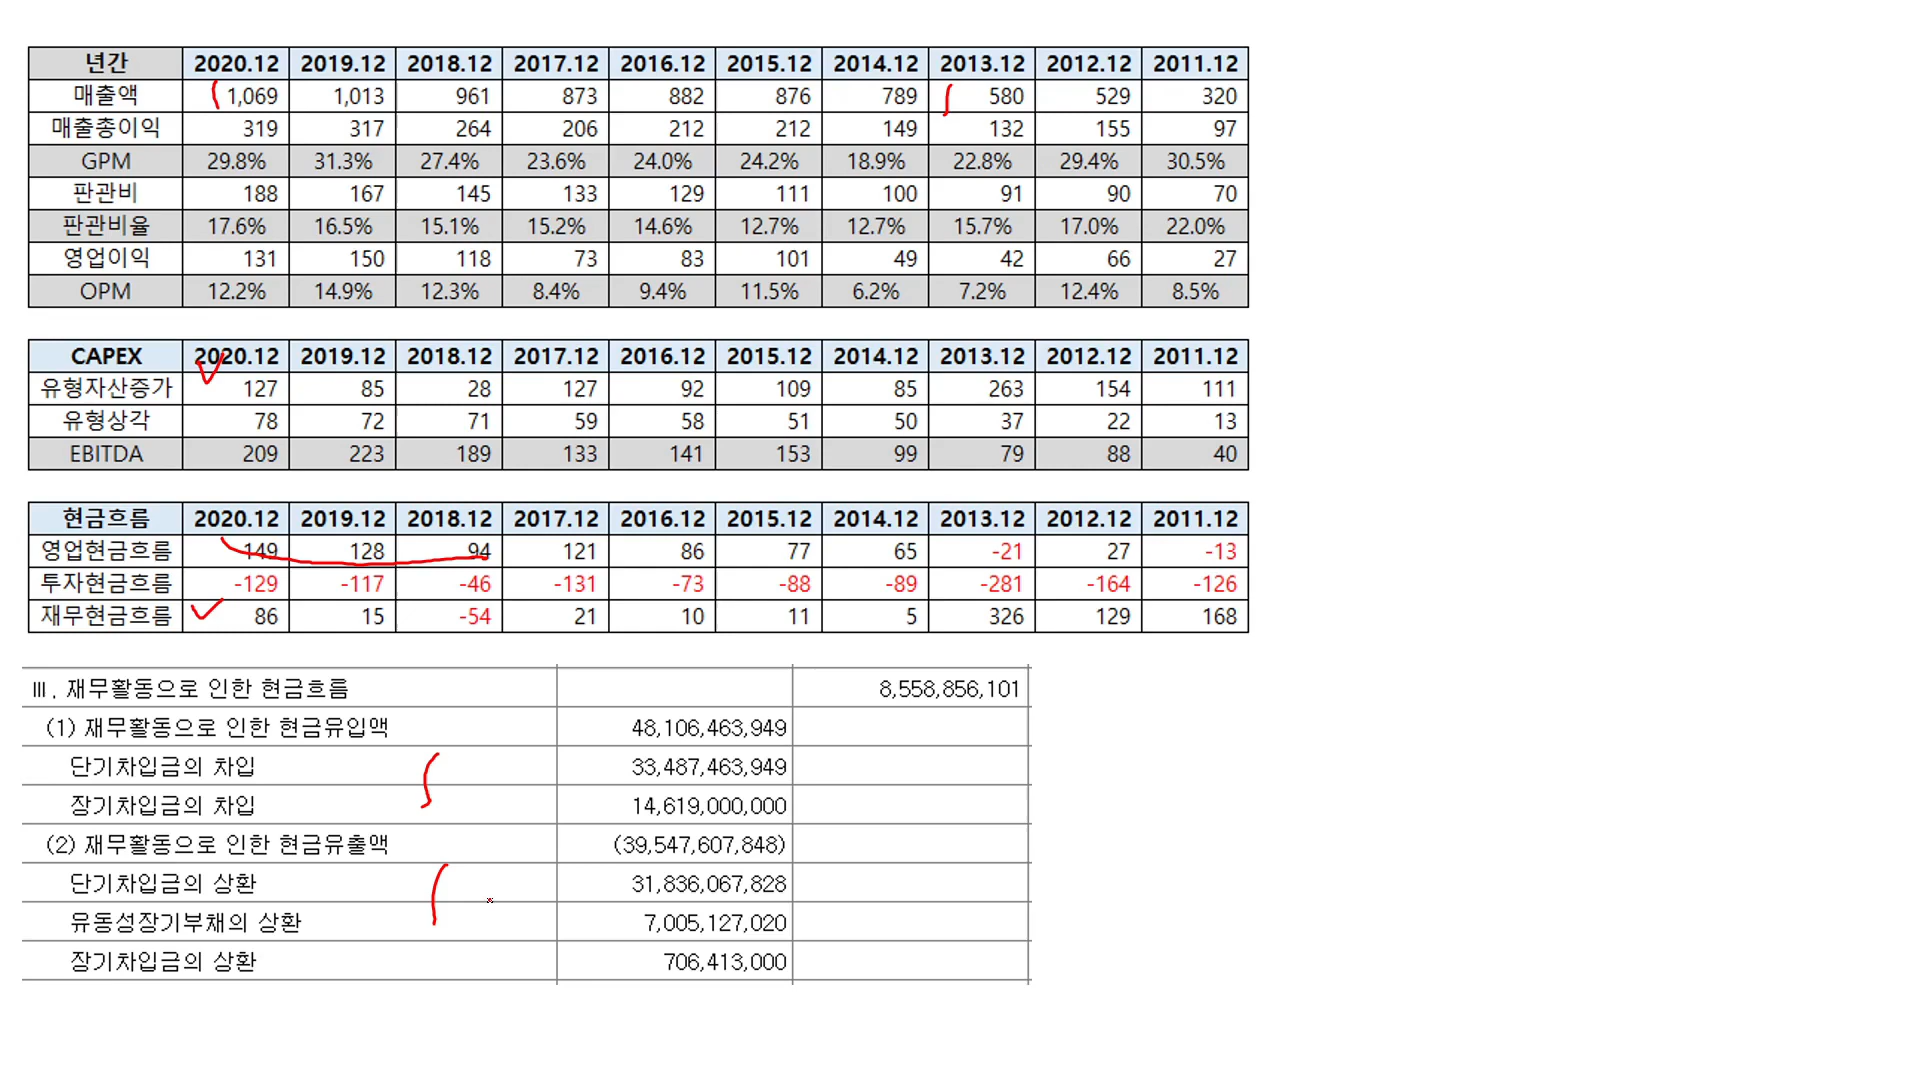 년간 2020.12 2019.12 2018.12 2017.12 2016.12 2015.12 2014.12 2013.12 2012.12 2011.12
매출액 1,069 1,013 961 873 882 876 789 580 529 320
매출총이익 319 317 264 206 212 212 149 132 155 97
GPM 29.8% 31.3% 27.4% 23.6% 24.0% 24.2% 18.9% 22.8% 29.4% 30.5%
판관비 188 167 145 133 129 111 100 91 90 70
판관비율 17.6% 16.5% 15.1% 15.2% 14.6% 12.7% 12.7% 15.7% 17.0% 22.0%
영업이익 131 150 118 73 83 101 49 42 66 27
OPM 12.2% 14.9% 12.3% 8.4% 9.4% 11.5% 6.2% 7.2% 12.4% 8.5%
CAPEX 2020.12 2019.12 2018.12 2017.12 2016.12 2015.12 2014.12 2013.12 2012.12 2011.12
유형자산증가 127 85 28 127 92 109 85 263 154 111
유형상각 78 72 71 59 58 51 50 37 22 13
EBITDA 209 223 189 133 141 153 99 79 88 40
현금흐름 2020.12 2019.12 2018.12 2017.12 2016.12 2015.12 2014.12 2013.12 2012.12 2011.12
영업현금흐름 149 128 94 121 86 77 65 -21 27 -13
투자현금흐름 -129 -117 -46 -131 -73 -88 -89 -281 -164 -126
재무현금흐름 86 15 -54 21 10 11 5 326 129 168
Ⅲ. 재무활동으로 인한 현금흐름 8,558,856,101
(1) 재무활동으로 인한 현금유입액 48,106,463,949
단기차입금의 차입 33,487,463,949
장기차입금의 차입 14,619,000,000
(2) 재무활동으로 인한 현금유출액 (39,547,607,848)
단기차입금의 상환 31,836,067,828
유동성장기부채의 상환 7,005,127,020
장기차입금의 상환 706,413,000